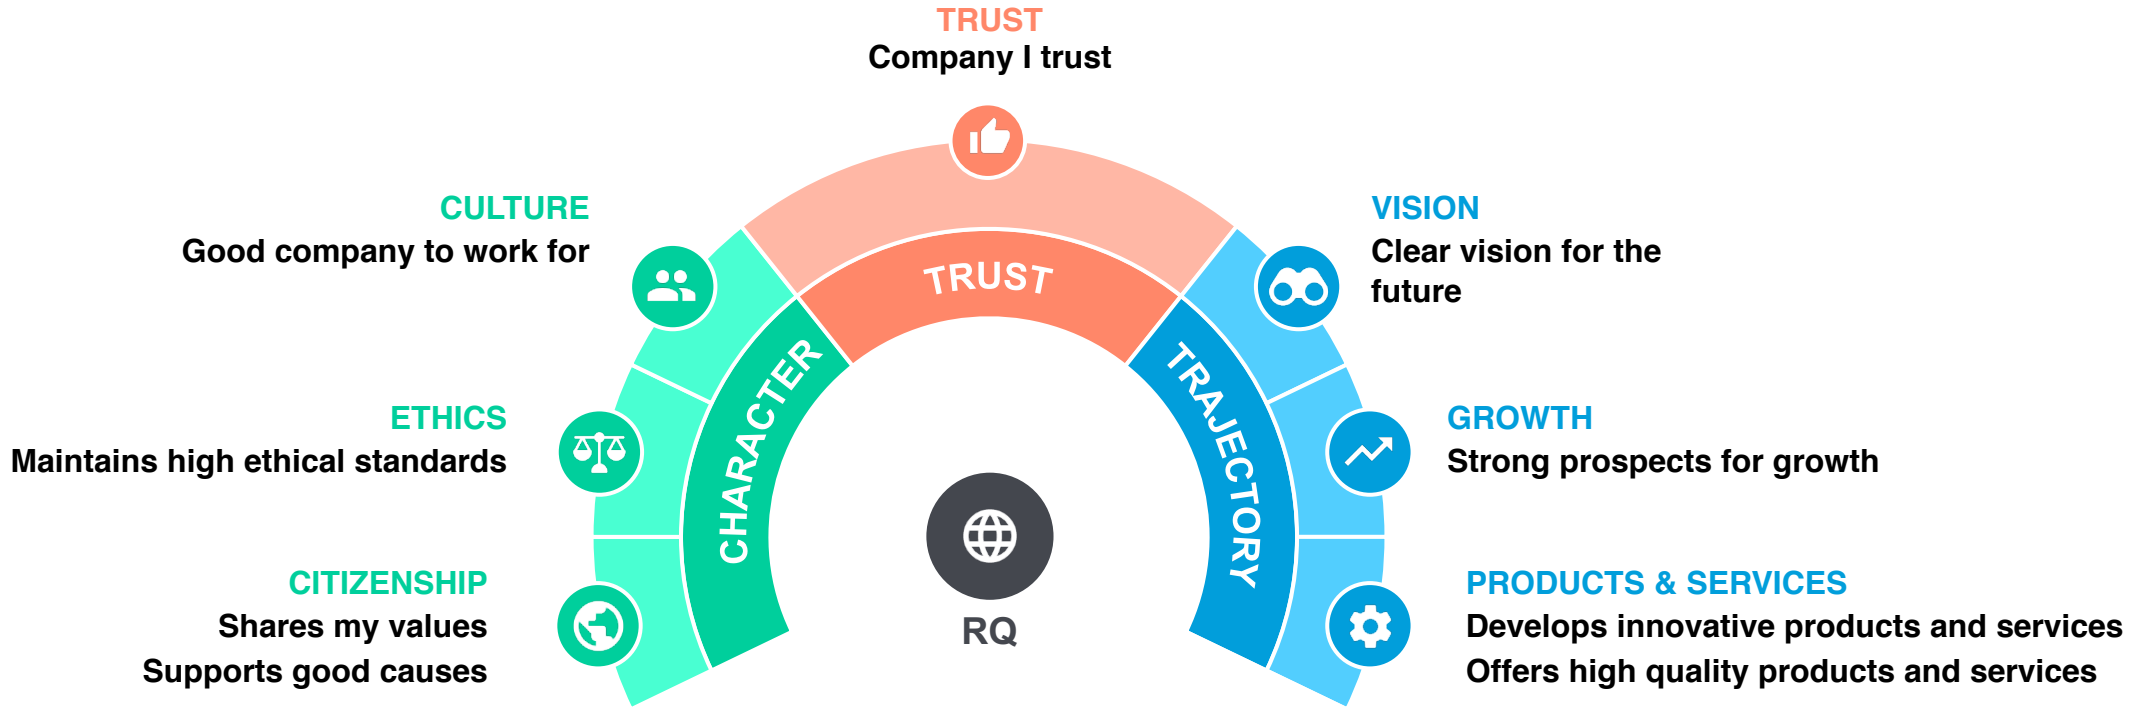 TRUST
Company I trust
CULTURE
Good company to work for
VISION
Clear vision for the
future
TRUST
CHARACTER
TRAJECTORY
ETHICS
Maintains high ethical standards
GROWTH
Strong prospects for growth
CITIZENSHIP
Shares my values
Supports good causes
RQ
PRODUCTS & SERVICES
Develops innovative products and services
Offers high quality products and services